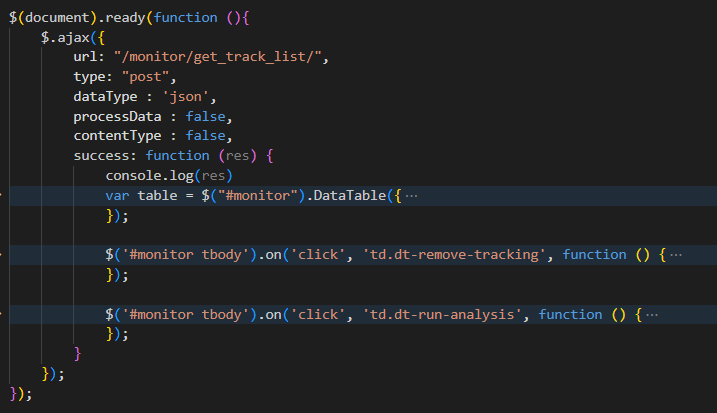 $(document).ready(function (){
    $.ajax({
        url: "/monitor/get_track_list/",
        type: "post",
        dataType : 'json',
        processData : false,
        contentType : false,
        success: function (res) {
            console.log(res)
            var table = $("#monitor").DataTable({ ···
            });
            $('#monitor tbody').on('click', 'td.dt-remove-tracking', function () { ···
            });
            $('#monitor tbody').on('click', 'td.dt-run-analysis', function () { ···
            });
        }
    });
});